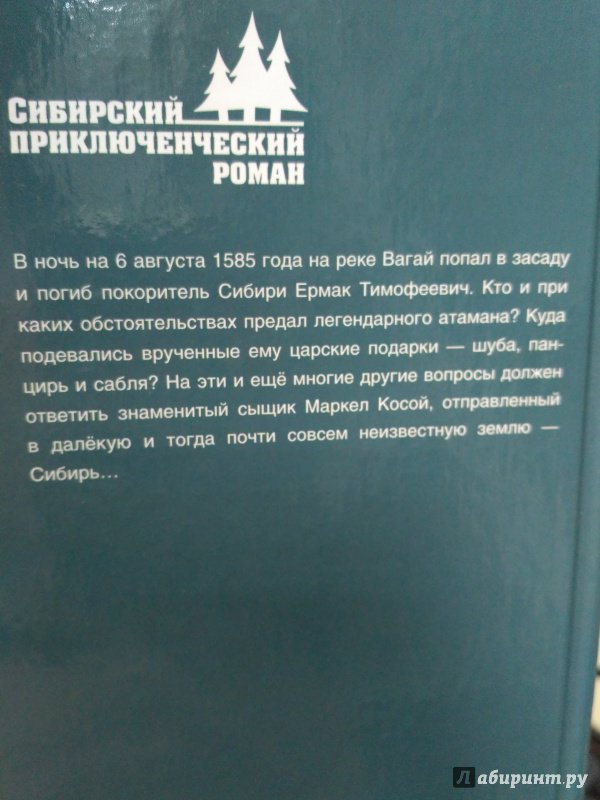 Сибирский
приключенческий
роман
В ночь на 6 августа 1585 года на реке Вагай попал в засаду
и погиб покоритель Сибири Ермак Тимофеевич. Кто и при
каких обстоятельствах предал легендарного атамана? Куда
подевались вручённые ему царские подарки — шуба, пан-
цирь и сабля? На эти и ещё многие другие вопросы должен
ответить знаменитый сыщик Маркел Косой, отправленный
в далёкую и тогда почти совсем неизвестную землю —
Сибирь...
Лабиринт.ру